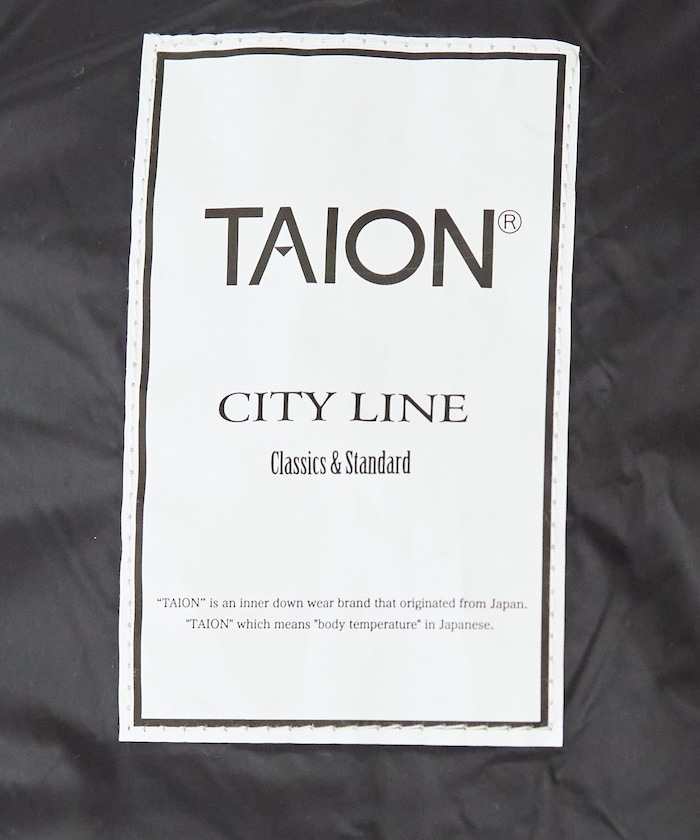 TAION®
CITY LINE
Classics & Standard
“TAION” is an inner down wear brand that originated from Japan.
"TAION" which means "body temperature" in Japanese.